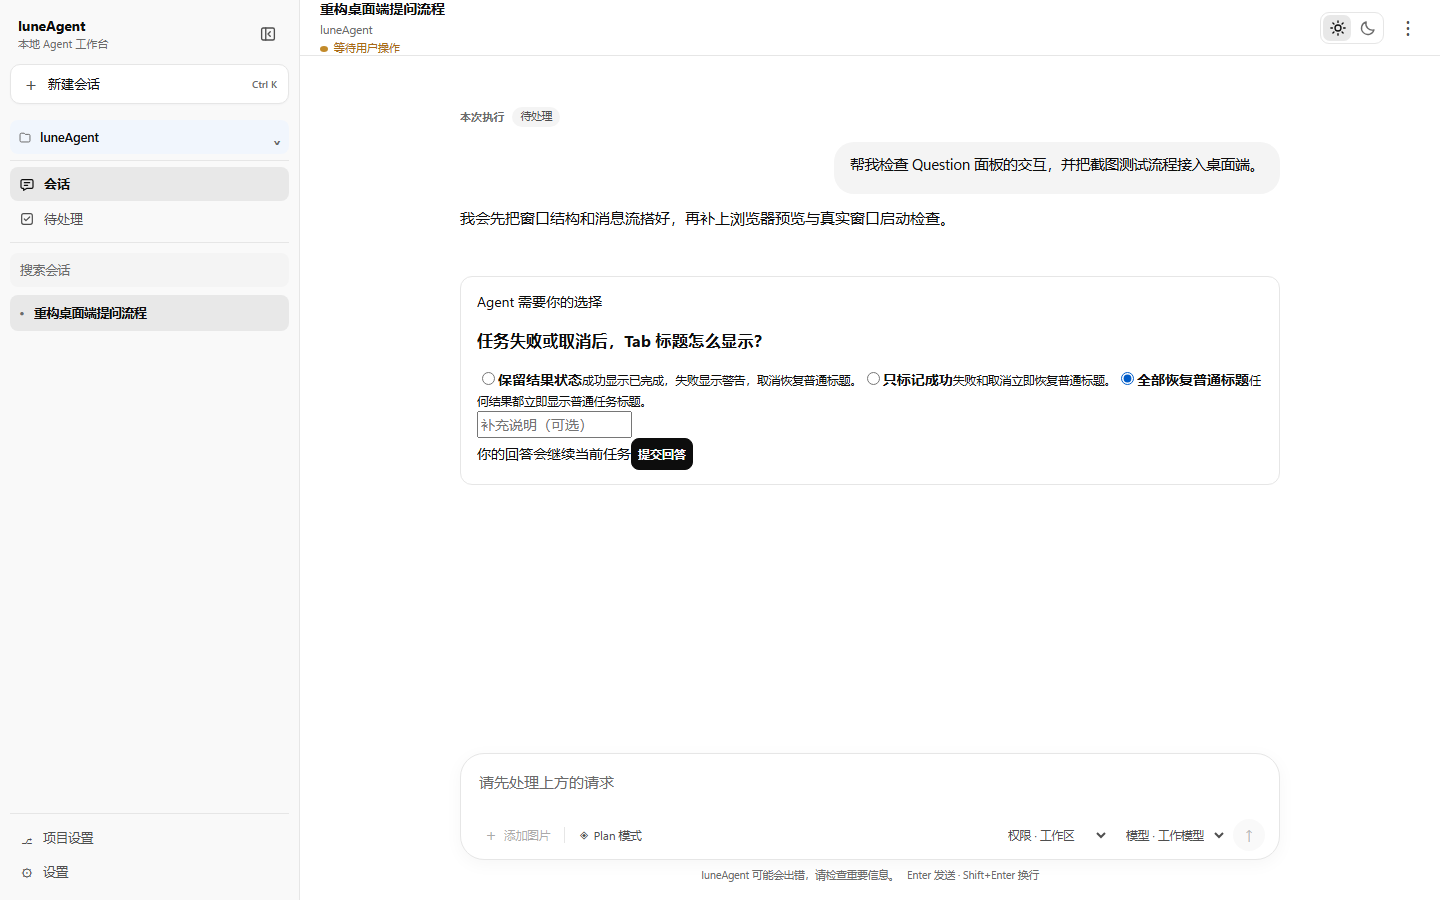 luneAgent
本地 Agent 工作台
+ 新建会话 Ctrl K
luneAgent
会话
待处理
搜索会话
• 重构桌面端提问流程
项目设置
设置
重构桌面端提问流程
luneAgent
等待用户操作
本次执行 待处理
帮我检查 Question 面板的交互，并把截图测试流程接入桌面端。
我会先把窗口结构和消息流搭好，再补上浏览器预览与真实窗口启动检查。
Agent 需要你的选择
任务失败或取消后，Tab 标题怎么显示？
保留结果状态成功显示已完成，失败显示警告，取消恢复普通标题。 只标记成功失败和取消立即恢复普通标题。 全部恢复普通标题任
何结果都立即显示普通任务标题。
补充说明（可选）
你的回答会继续当前任务 提交回答
请先处理上方的请求
+ 添加图片 Plan 模式 权限 · 工作区 模型 · 工作模型 ↑
luneAgent 可能会出错，请检查重要信息。 Enter 发送 · Shift+Enter 换行